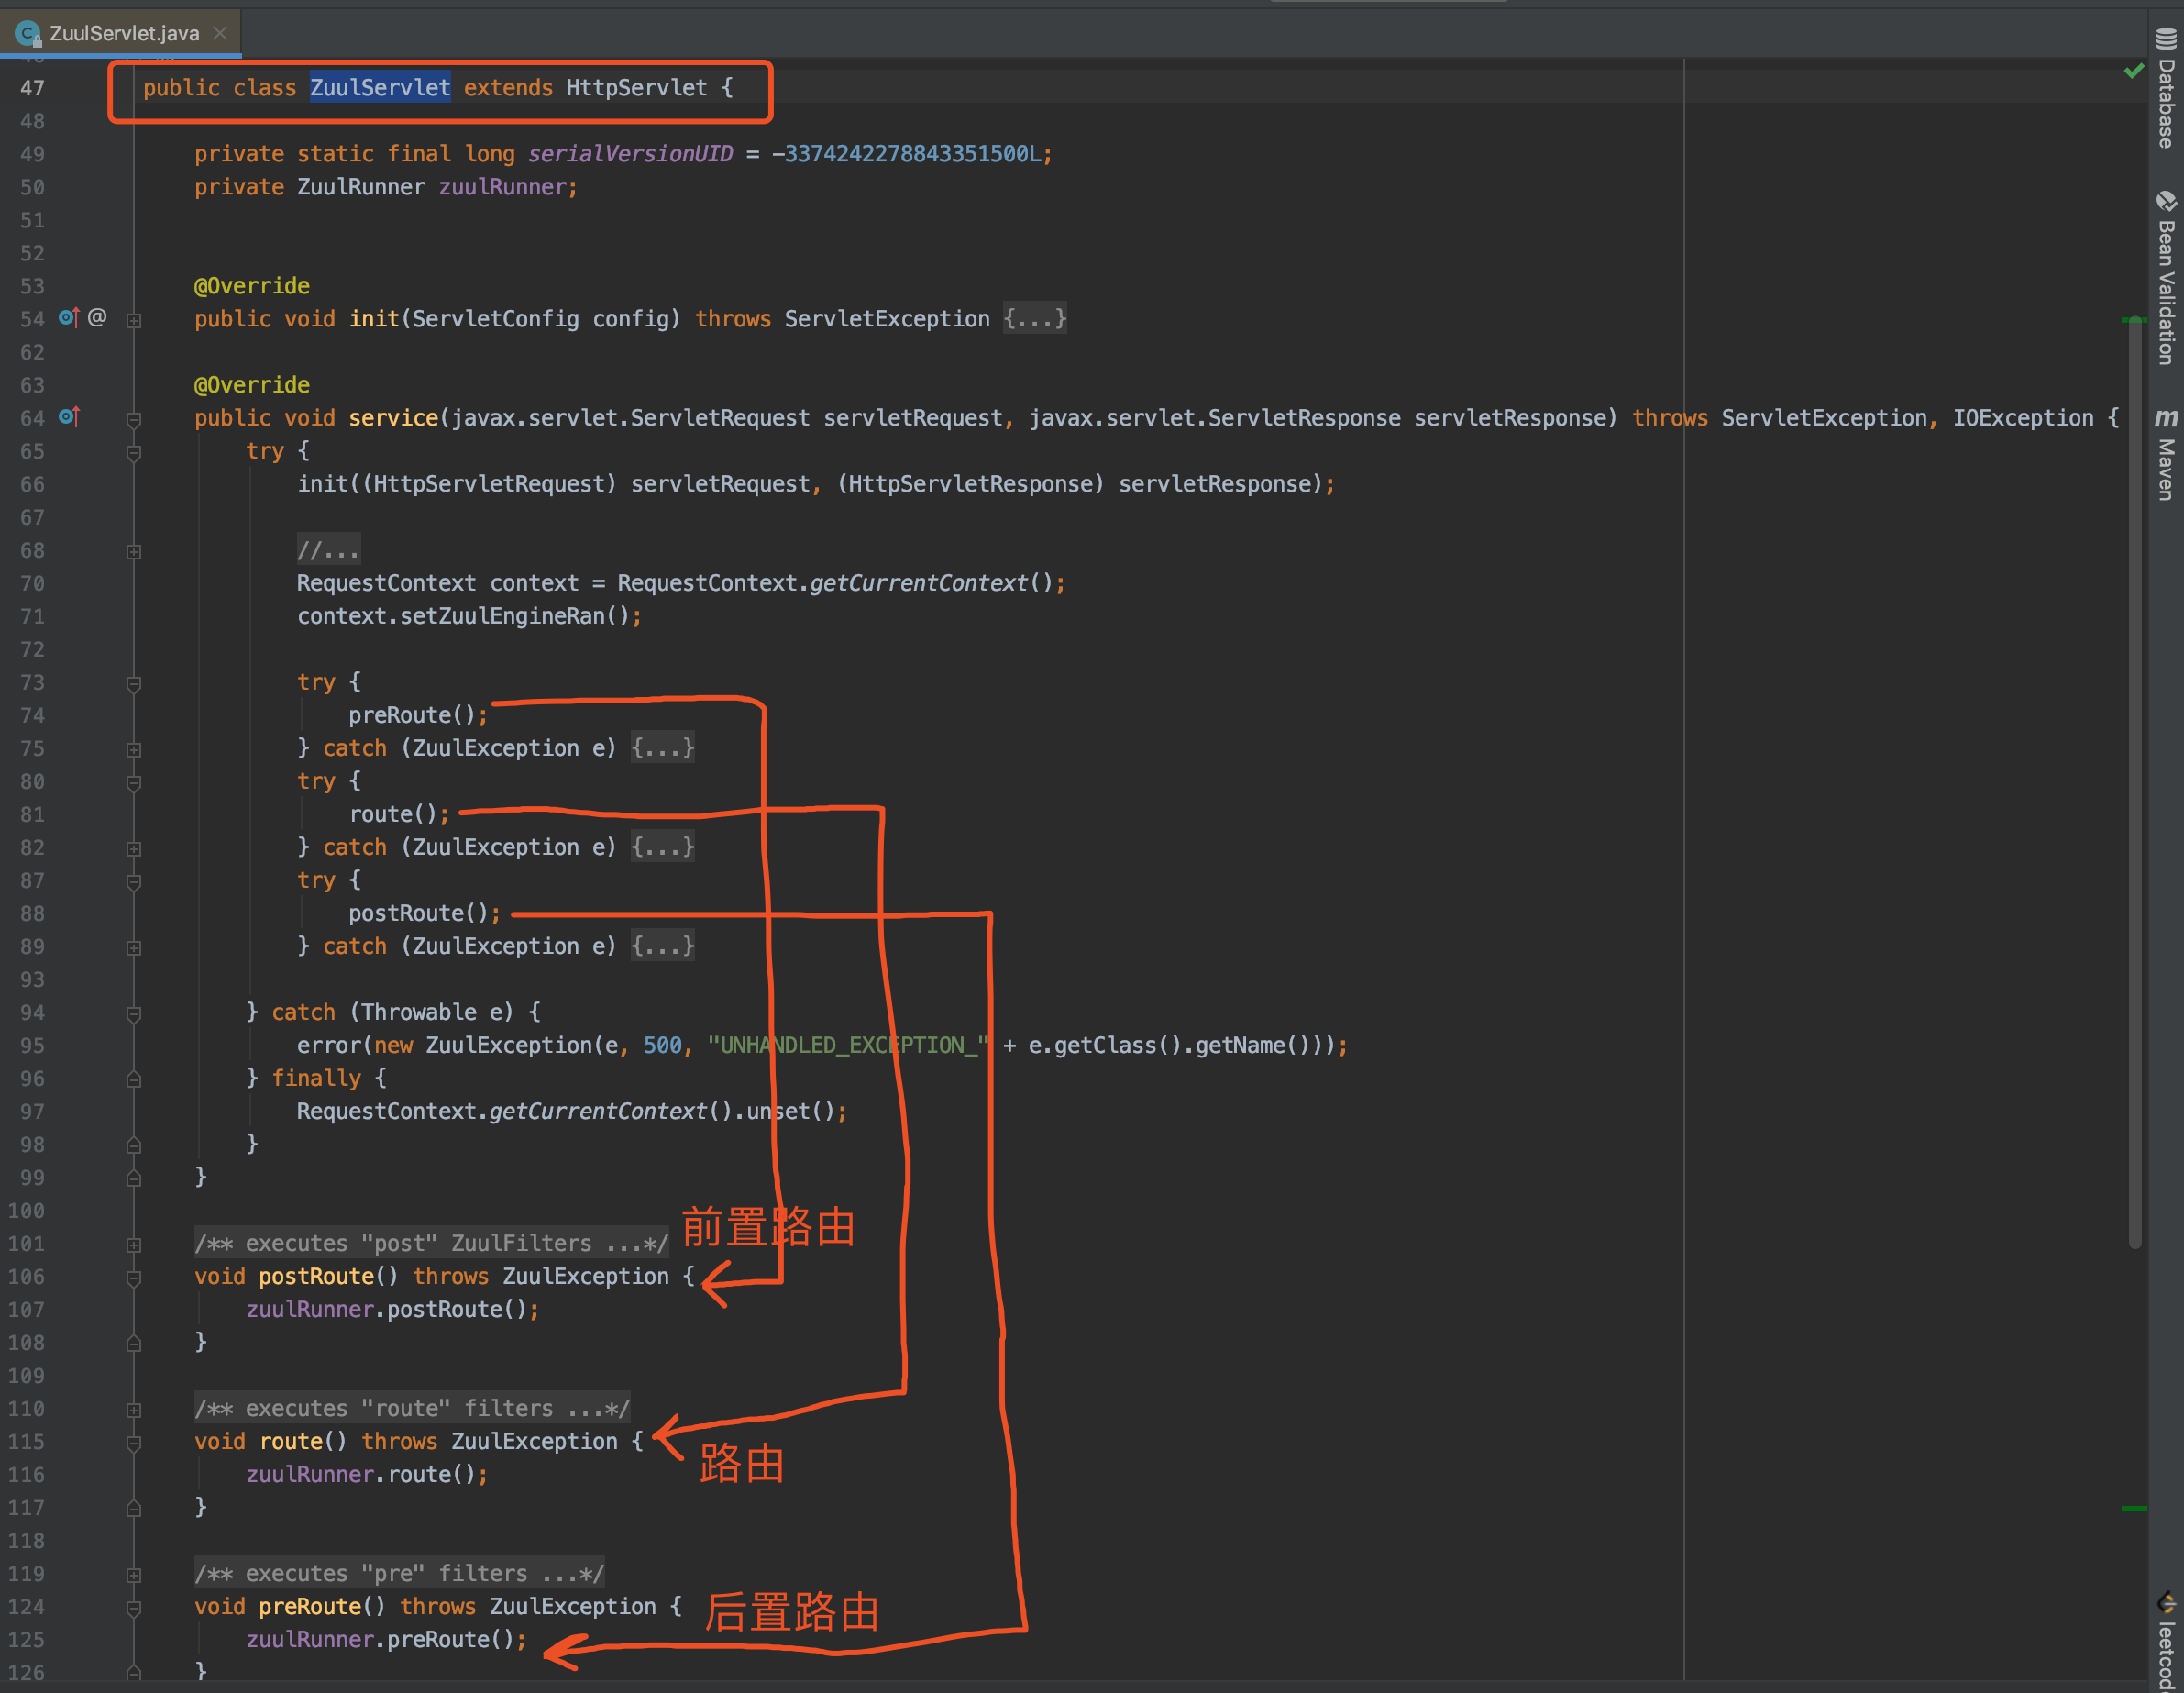 ZuulServlet.java
46
47 public class ZuulServlet extends HttpServlet {
48
49 private static final long serialVersionUID = -3374242278843351500L;
50 private ZuulRunner zuulRunner;
51
52
53 @Override
54 @ public void init(ServletConfig config) throws ServletException {...}
62
63 @Override
64 public void service(javax.servlet.ServletRequest servletRequest, javax.servlet.ServletResponse servletResponse) throws ServletException, IOException {
65 try {
66 init((HttpServletRequest) servletRequest, (HttpServletResponse) servletResponse);
67
68 //...
70 RequestContext context = RequestContext.getCurrentContext();
71 context.setZuulEngineRan();
72
73 try {
74 preRoute();
75 } catch (ZuulException e) {...}
80 try {
81 route();
82 } catch (ZuulException e) {...}
87 try {
88 postRoute();
89 } catch (ZuulException e) {...}
93
94 } catch (Throwable e) {
95 error(new ZuulException(e, 500, "UNHANDLED_EXCEPTION_" + e.getClass().getName()));
96 } finally {
97 RequestContext.getCurrentContext().unset();
98 }
99 }
100
前置路由
101 /** executes "post" ZuulFilters ...*/
106 void postRoute() throws ZuulException {
107 zuulRunner.postRoute();
108 }
109
110 /** executes "route" filters ...*/
115 void route() throws ZuulException {
路由
116 zuulRunner.route();
117 }
118
119 /** executes "pre" filters ...*/
124 void preRoute() throws ZuulException {
后置路由
125 zuulRunner.preRoute();
126 }
Database
Bean Validation
m Maven
leetcod